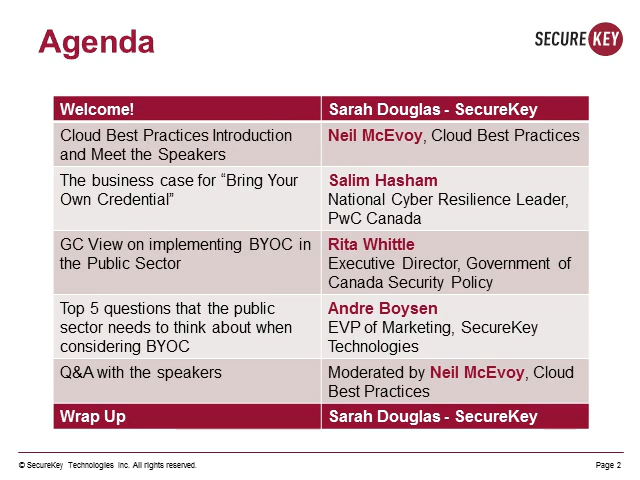 Agenda
SECURE KEY
Welcome!
Sarah Douglas - SecureKey
Cloud Best Practices Introduction
and Meet the Speakers
Neil McEvoy, Cloud Best Practices
The business case for “Bring Your
Own Credential”
Salim Hasham
National Cyber Resilience Leader,
PwC Canada
GC View on implementing BYOC in
the Public Sector
Rita Whittle
Executive Director, Government of
Canada Security Policy
Top 5 questions that the public
sector needs to think about when
considering BYOC
Andre Boysen
EVP of Marketing, SecureKey
Technologies
Q&A with the speakers
Moderated by Neil McEvoy, Cloud
Best Practices
Wrap Up
Sarah Douglas - SecureKey
© SecureKey Technologies Inc. All rights reserved.
Page 2